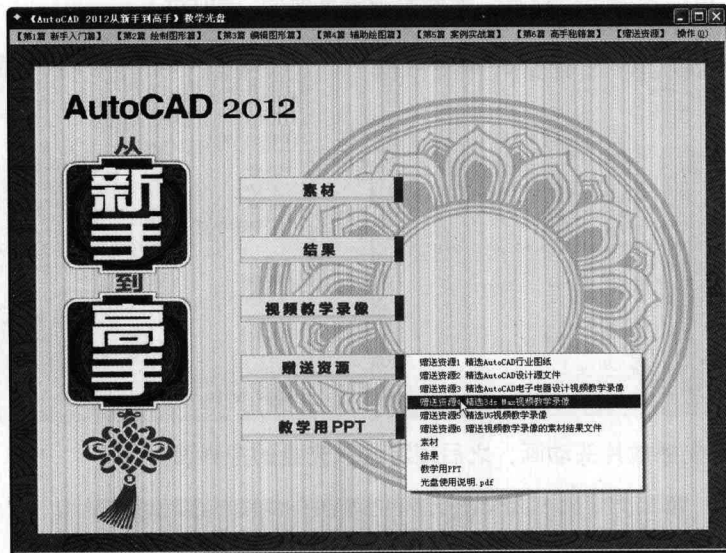 《AutoCAD 2012从新手到高手》教学光盘
【第1篇 新手入门篇】 【第2篇 绘制图形篇】 【第3篇 编辑图形篇】 【第4篇 辅助绘图篇】 【第5篇 案例实战篇】 【第6篇 高手秘籍篇】 【赠送资源】 操作(O)
AutoCAD 2012
从
新手
到
高手
素材
结果
视频教学录像
赠送资源
教学用PPT
赠送资源1 精选AutoCAD行业图纸
赠送资源2 精选AutoCAD设计源文件
赠送资源3 精选AutoCAD电子电器设计视频教学录像
赠送资源4 精选3ds Max视频教学录像
赠送资源5 精选UG视频教学录像
赠送资源6 赠送视频教学录像的素材结果文件
素材
结果
教学用PPT
光盘使用说明.pdf